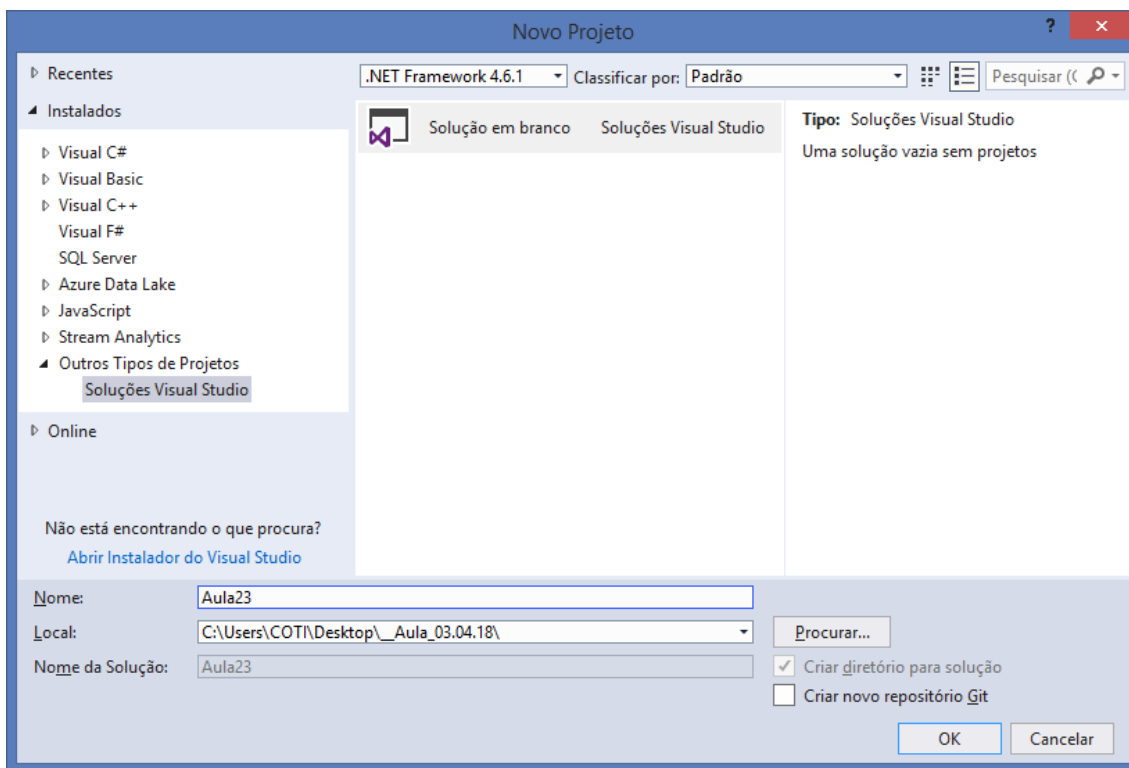 Novo Projeto
?
Recentes
Instalados
Visual C#
Visual Basic
Visual C++
Visual F#
SQL Server
Azure Data Lake
JavaScript
Stream Analytics
Outros Tipos de Projetos
Soluções Visual Studio
Online
Não está encontrando o que procura?
Abrir Instalador do Visual Studio
.NET Framework 4.6.1 Classificar por: Padrão
Pesquisar ((
Solução em branco Soluções Visual Studio
Tipo: Soluções Visual Studio
Uma solução vazia sem projetos
Nome: Aula23
Local: C:\Users\COTI\Desktop\__Aula_03.04.18\ Procurar...
Nome da Solução: Aula23
Criar diretório para solução
Criar novo repositório Git
OK Cancelar